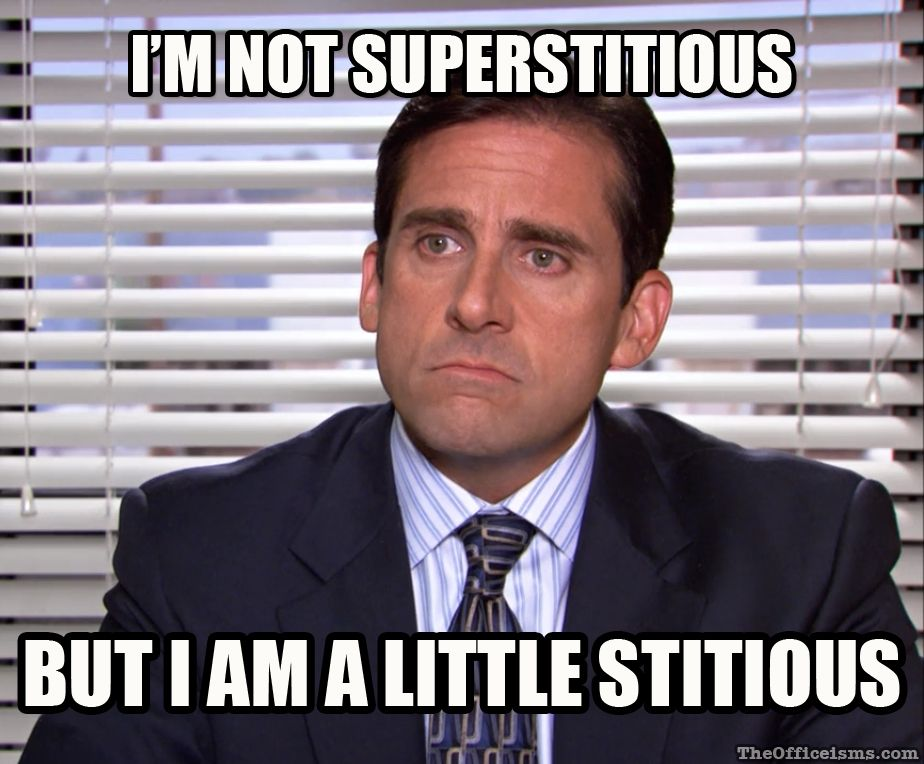 I'M NOT SUPERSTITIOUS
BUT I AM A LITTLE STITIOUS
TheOfficeisms.com